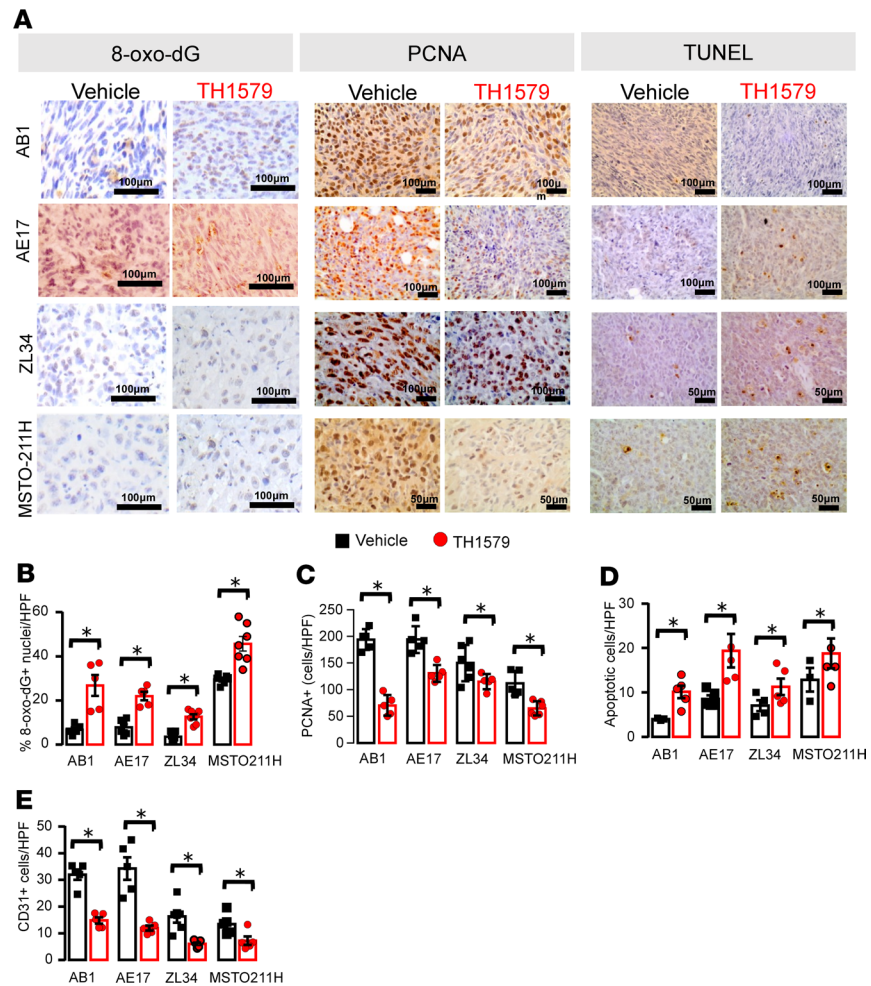 A
8-oxo-dG PCNA TUNEL
Vehicle TH1579 Vehicle TH1579 Vehicle TH1579
AB1
100µm 100µm 100µm 100µ
m 100µm 100µm
AE17
100µm 100µm 100µm 100µm 100µm 100µm
ZL34
100µm 100µm 100µm 100µm 50µm 50µm
MSTO-211H
100µm 100µm 50µm 50µm 50µm 50µm
Vehicle TH1579
B
% 8-oxo-dG+ nuclei/HPF
60
40
20
0
* * * *
AB1 AE17 ZL34 MSTO211H
C
PCNA+ (cells/HPF)
250
200
150
100
50
0
* * * *
AB1 AE17 ZL34 MSTO211H
D
Apoptotic cells/HPF
30
20
10
0
* * * *
AB1 AE17 ZL34 MSTO211H
E
CD31+ cells/HPF
50
40
30
20
10
0
* * * *
AB1 AE17 ZL34 MSTO211H